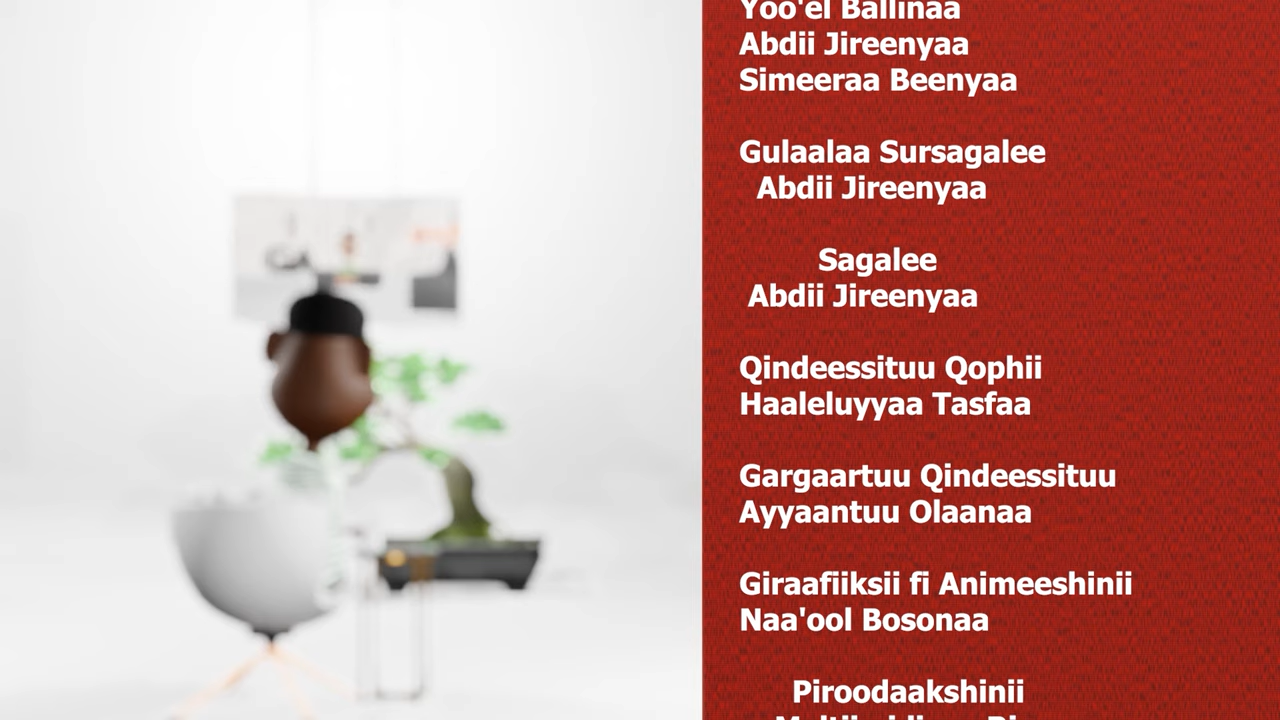 Yoo'el Ballinaa
Abdii Jireenyaa
Simeeraa Beenyaa
Gulaalaa Sursagalee
Abdii Jireenyaa
Sagalee
Abdii Jireenyaa
Qindeessituu Qophii
Haaleluyyaa Tasfaa
Gargaartuu Qindeessituu
Ayyaantuu Olaanaa
Giraafiiksii fi Animeeshinii
Naa'ool Bosonaa
Piroodaakshinii